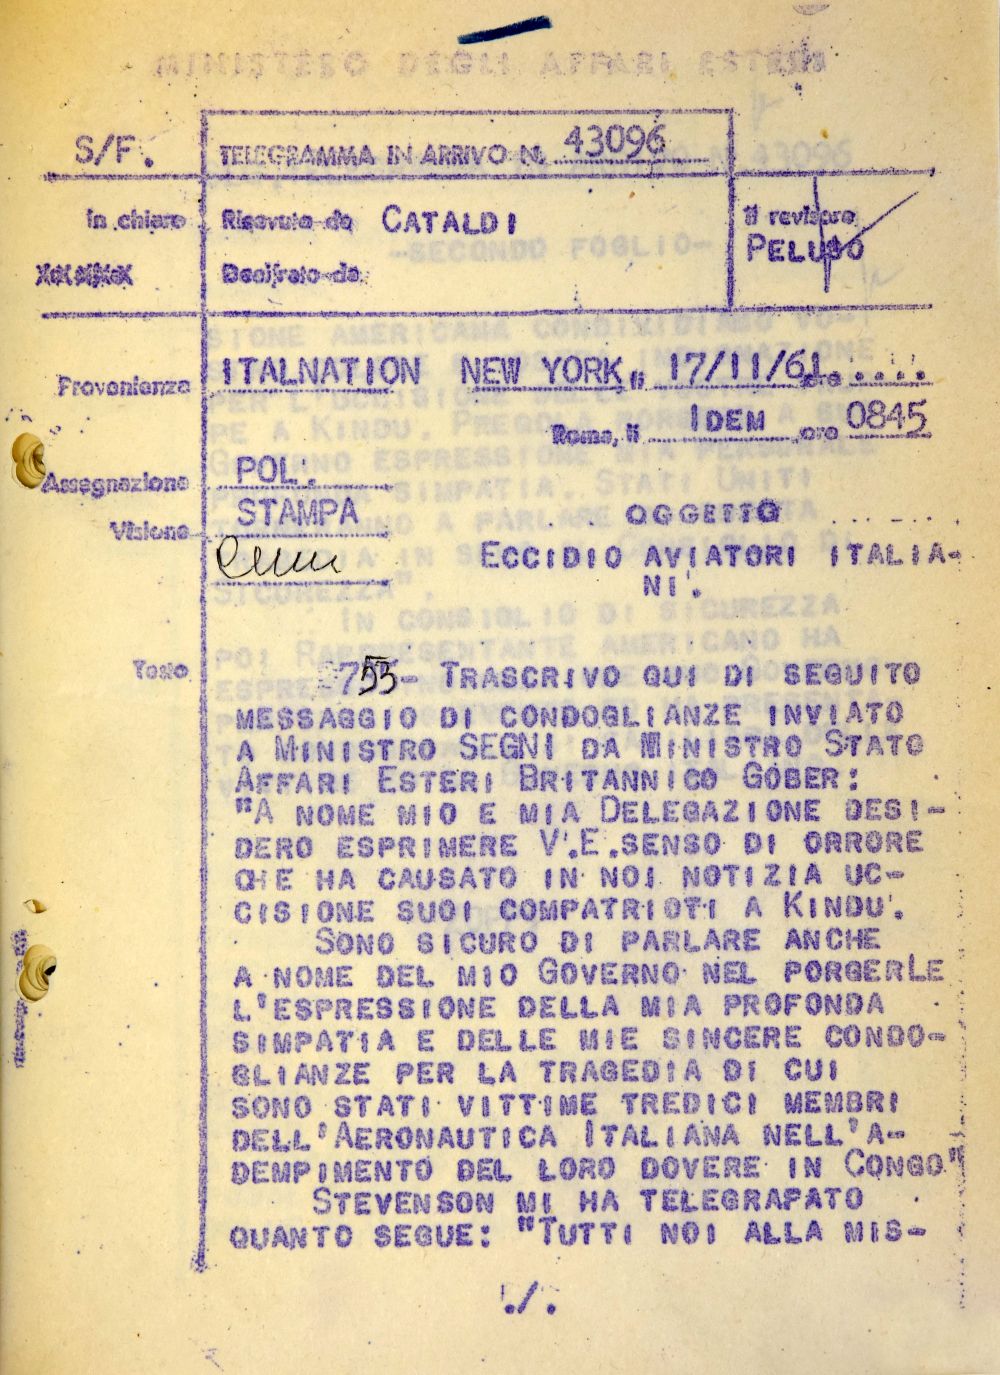 MINISTERO DEGLI AFFARI ESTERI
S/F.
TELEGRAMMA IN ARRIVO N. 43096
In chiaro
Ricevuto da CATALDI
Decifrato da
Il revisore
PELUSO
-SECONDO FOGLIO-
Provenienza
ITALNATION NEW YORK, li 17/11/61 ore .....
Roma, li IDEM ore 0845
Assegnazione
POL.
Visione
STAMPA
OGGETTO
ECCIDIO AVIATORI ITALIA-
NI.
Testo
755- TRASCRIVO QUI DI SEGUITO
MESSAGGIO DI CONDOGLIANZE INVIATO
A MINISTRO SEGNI DA MINISTRO STATO
AFFARI ESTERI BRITANNICO GOBER:
"A NOME MIO E MIA DELEGAZIONE DESI-
DERO ESPRIMERE V.E.SENSO DI ORRORE
CHE HA CAUSATO IN NOI NOTIZIA UC-
CISIONE SUOI COMPATRIOTI A KINDU.
SONO SICURO DI PARLARE ANCHE
A NOME DEL MIO GOVERNO NEL PORGERLE
L'ESPRESSIONE DELLA MIA PROFONDA
SIMPATIA E DELLE MIE SINCERE CONDO-
GLIANZE PER LA TRAGEDIA DI CUI
SONO STATI VITTIME TREDICI MEMBRI
DELL'AERONAUTICA ITALIANA NELL'A-
DEMPIMENTO DEL LORO DOVERE IN CONGO"
STEVENSON MI HA TELEGRAFATO
QUANTO SEGUE: "TUTTI NOI ALLA MIS-
./.